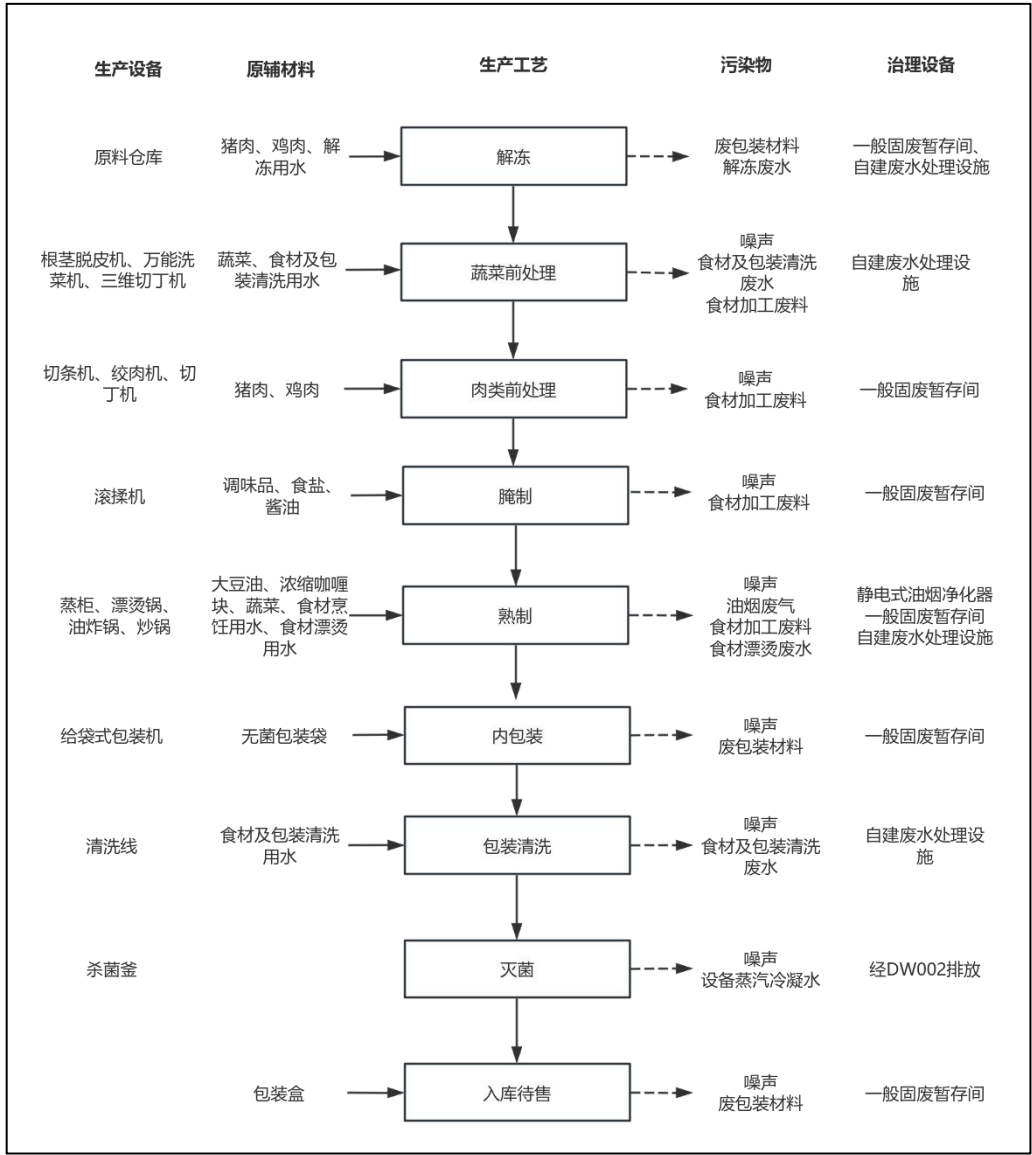 生产设备 原辅材料 生产工艺 污染物 治理设备
原料仓库
猪肉、鸡肉、解
冻用水
解冻
废包装材料
解冻废水
一般固废暂存间、
自建废水处理设施
根茎脱皮机、万能洗
菜机、三维切丁机
蔬菜、食材及包
装清洗用水
蔬菜前处理
噪声
食材及包装清洗
废水
食材加工废料
自建废水处理设
施
切条机、绞肉机、切
丁机
猪肉、鸡肉
肉类前处理
噪声
食材加工废料
一般固废暂存间
滚揉机
调味品、食盐、
酱油
腌制
噪声
食材加工废料
一般固废暂存间
蒸柜、漂烫锅、
油炸锅、炒锅
大豆油、浓缩咖喱
块、蔬菜、食材烹
饪用水、食材漂烫
用水
熟制
噪声
油烟废气
食材加工废料
食材漂烫废水
静电式油烟净化器
一般固废暂存间
自建废水处理设施
给袋式包装机
无菌包装袋
内包装
噪声
废包装材料
一般固废暂存间
清洗线
食材及包装清洗
用水
包装清洗
噪声
食材及包装清洗
废水
自建废水处理设
施
杀菌釜
灭菌
噪声
设备蒸汽冷凝水
经DW002排放
包装盒
入库待售
噪声
废包装材料
一般固废暂存间